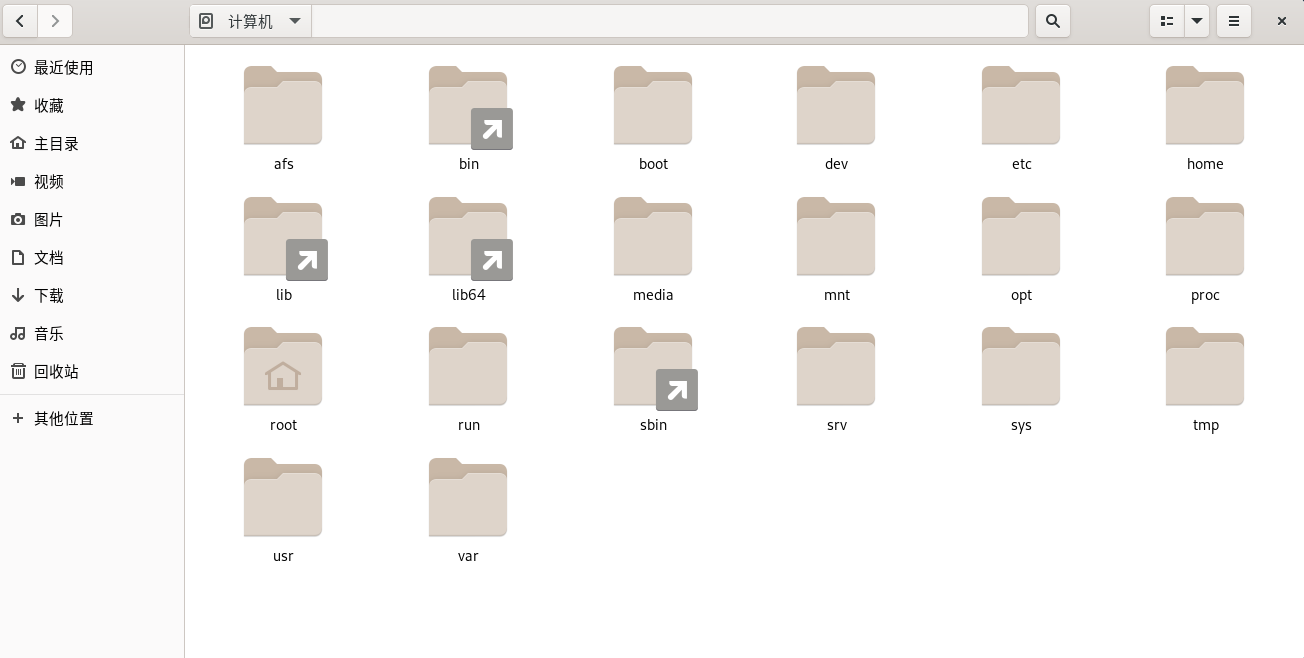 计算机
最近使用
收藏
主目录
视频
图片
文档
下载
音乐
回收站
其他位置
afs
bin
boot
dev
etc
home
lib
lib64
media
mnt
opt
proc
root
run
sbin
srv
sys
tmp
usr
var